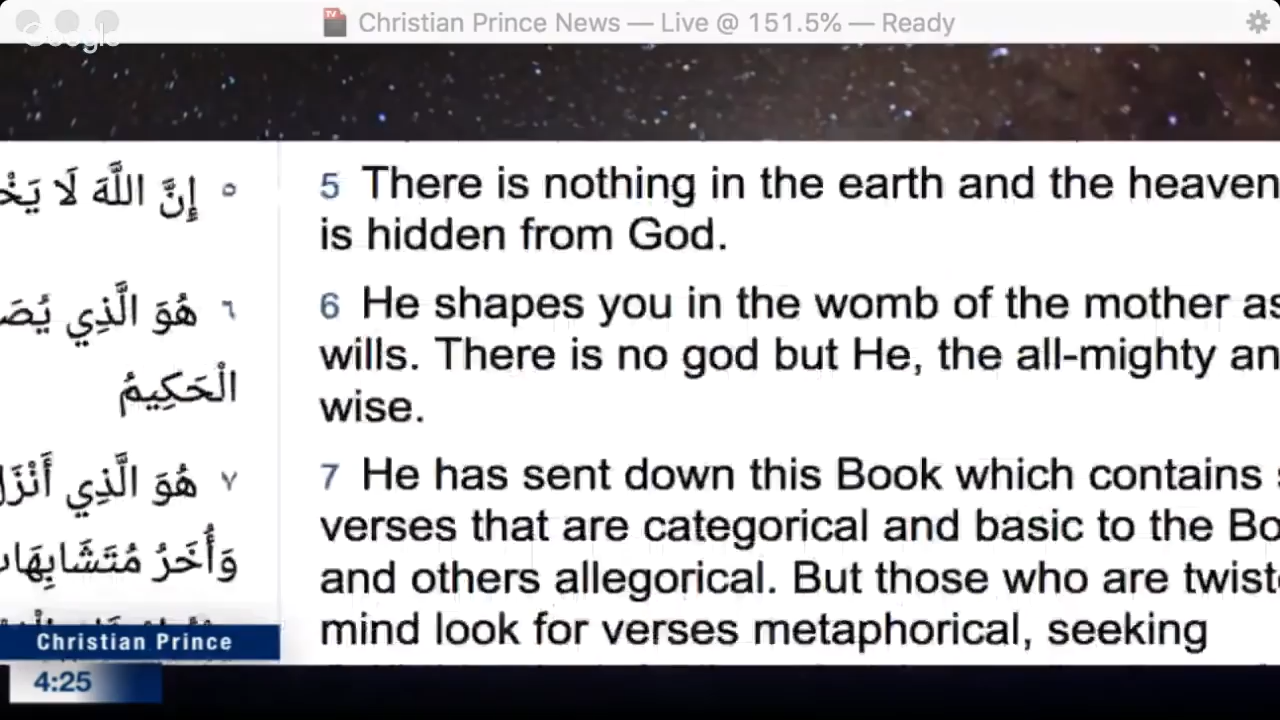 Christian Prince News — Live @ 151.5% — Ready
Google
٥ إِنَّ اللَّهَ لَا
5 There is nothing in the earth and the heaven
is hidden from God.
٦ هُوَ الَّذِي
6 He shapes you in the womb of the mother as
wills. There is no god but He, the all-mighty
الْحَكِيمُ
wise.
٧ هُوَ الَّذِي
7 He has sent down this Book which contains
verses that are categorical and basic to the
وَأُخَرُ
and others allegorical. But those who are
mind look for verses metaphorical, seeking
Christian Prince
4:25